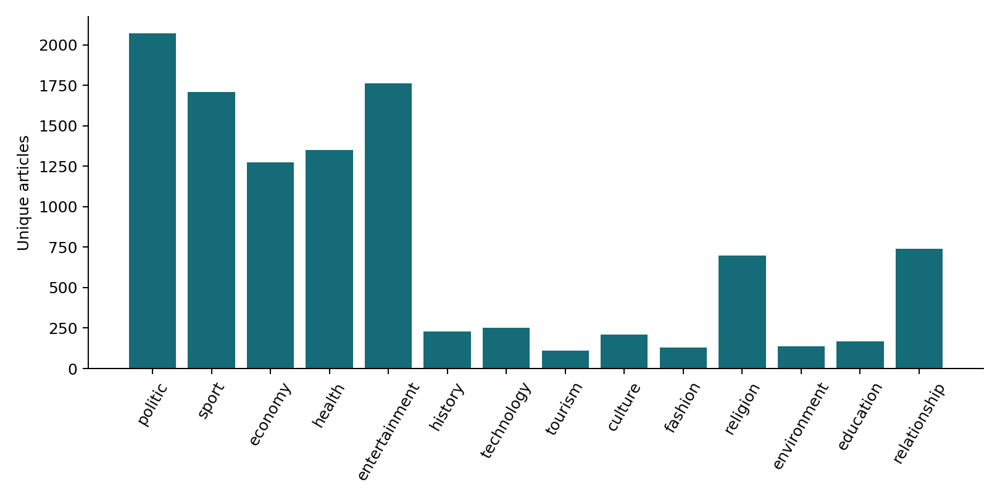 Unique articles
2000
1750
1500
1250
1000
750
500
250
0
politic
sport
economy
health
entertainment
history
technology
tourism
culture
fashion
religion
environment
education
relationship